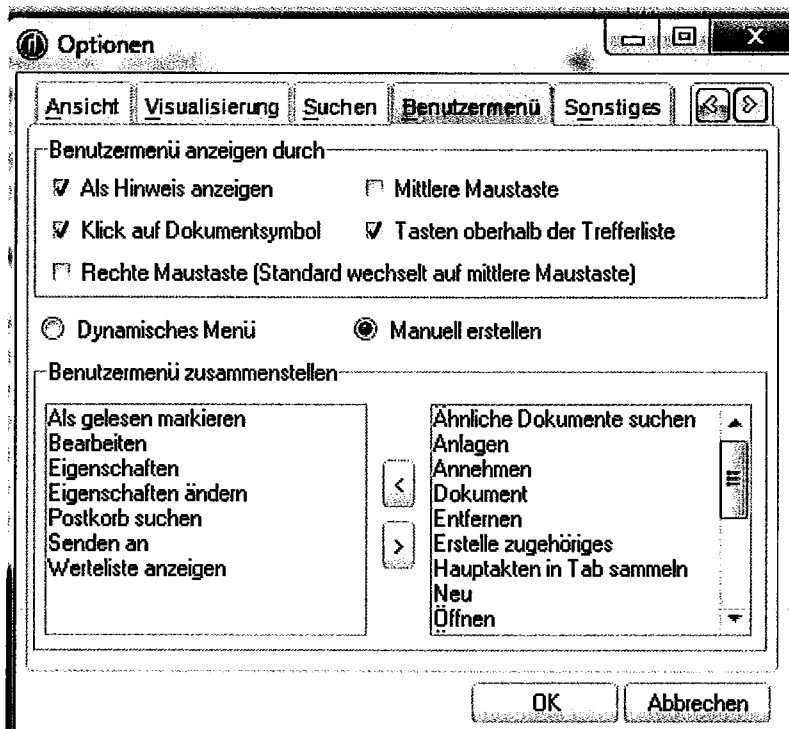 Optionen
Ansicht Visualisierung Suchen Benutzermenü Sonstiges
Benutzermenü anzeigen durch
Als Hinweis anzeigen Mittlere Maustaste
Klick auf Dokumentsymbol Tasten oberhalb der Trefferliste
Rechte Maustaste (Standard wechselt auf mittlere Maustaste)
Dynamisches Menü Manuell erstellen
Benutzermenü zusammenstellen
Als gelesen markieren
Bearbeiten
Eigenschaften
Eigenschaften ändern
Postkorb suchen
Senden an
Werteliste anzeigen
<
>
Ähnliche Dokumente suchen
Anlagen
Annehmen
Dokument
Entfernen
Erstelle zugehöriges
Hauptakten in Tab sammeln
Neu
Öffnen
OK Abbrechen